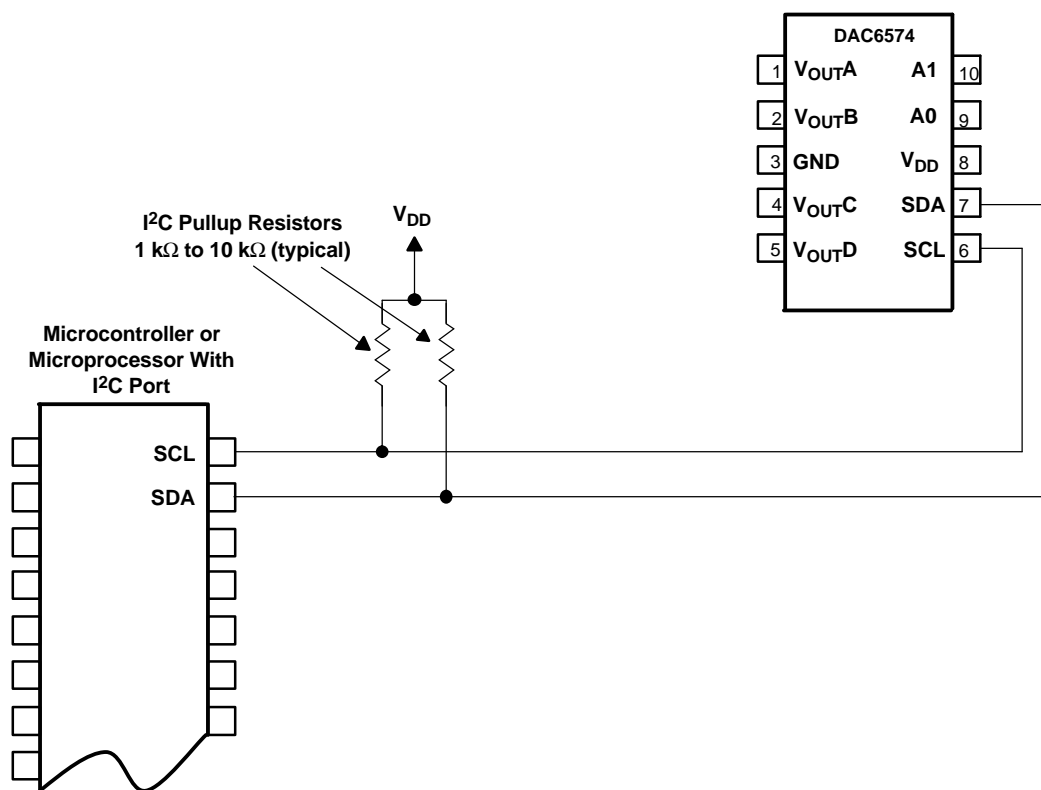 DAC6574
1 VOUTA A1 10
2 VOUTB A0 9
3 GND VDD 8
4 VOUTC SDA 7
5 VOUTD SCL 6
I2C Pullup Resistors
1 kΩ to 10 kΩ (typical)
VDD
Microcontroller or
Microprocessor With
I2C Port
SCL
SDA